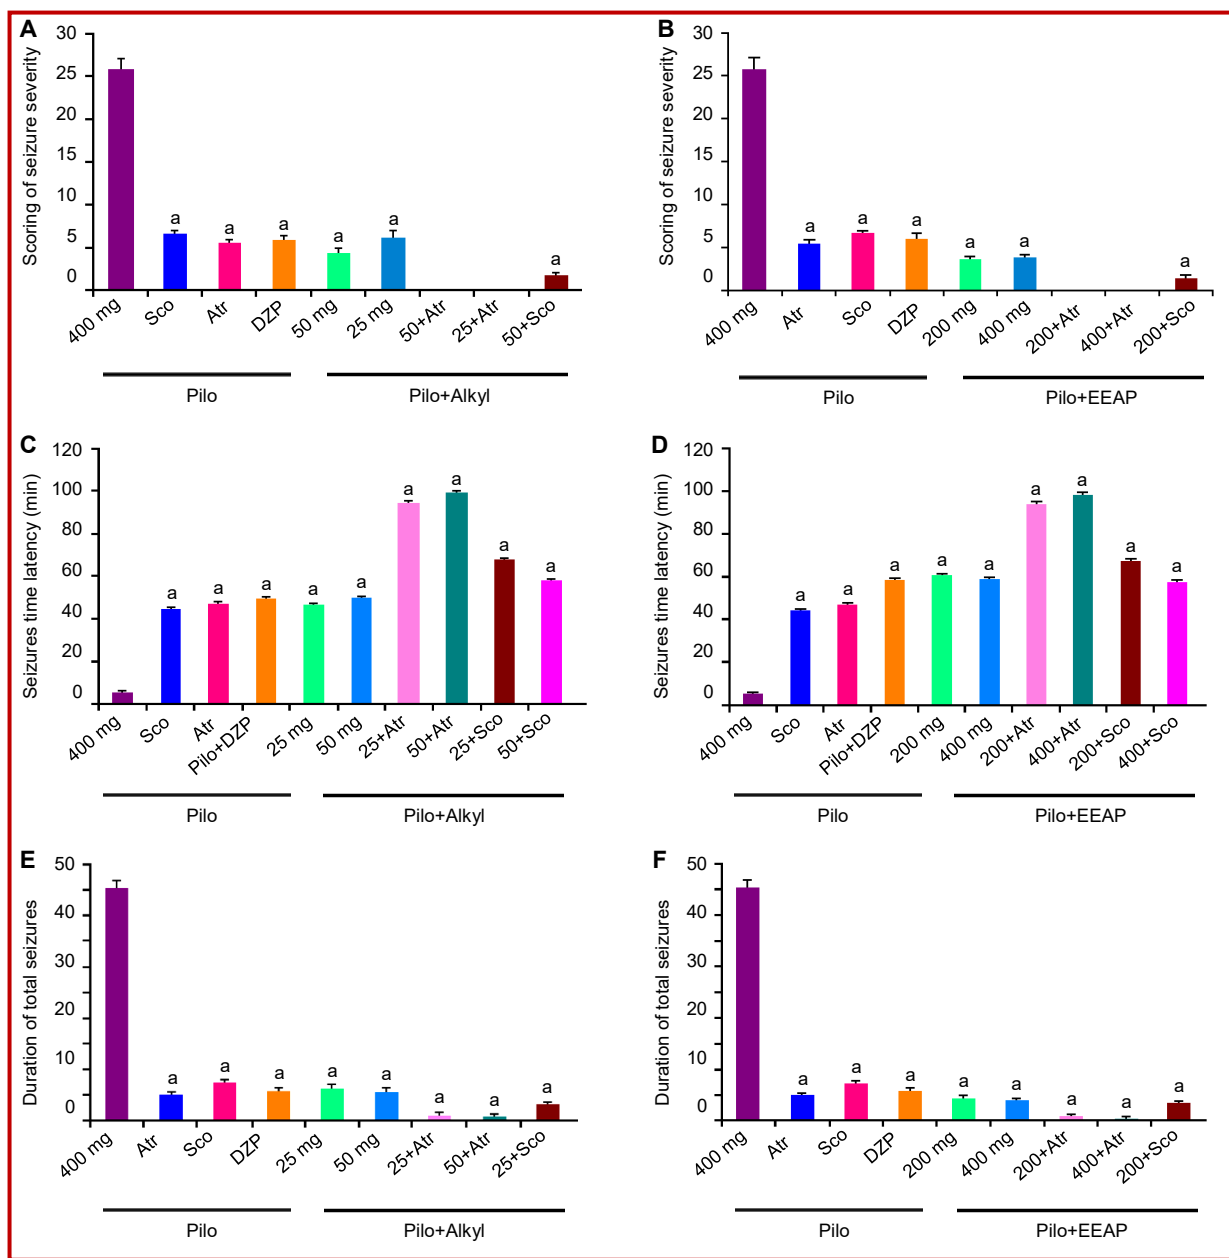 A
Scoring of seizure severity
30
25
20
15
10
5
0
a
a
a
a
a
a
400 mg
Sco
Atr
DZP
50 mg
25 mg
50+Atr
25+Atr
50+Sco
Pilo
Pilo+Alkyl
B
Scoring of seizure severity
30
25
20
15
10
5
0
a
a
a
a
a
a
400 mg
Atr
Sco
DZP
200 mg
400 mg
200+Atr
400+Atr
200+Sco
Pilo
Pilo+EEAP
C
Seizures time latency (min)
120
100
80
60
40
20
0
a
a
a
a
a
a
a
a
a
400 mg
Sco
Atr
Pilo+DZP
25 mg
50 mg
25+Atr
50+Atr
25+Sco
50+Sco
Pilo
Pilo+Alkyl
D
Seizures time latency (min)
120
100
80
60
40
20
0
a
a
a
a
a
a
a
a
a
400 mg
Sco
Atr
Pilo+DZP
200 mg
400 mg
200+Atr
400+Atr
200+Sco
400+Sco
Pilo
Pilo+EEAP
E
Duration of total seizures
50
40
30
20
10
0
a
a
a
a
a
a
a
a
400 mg
Atr
Sco
DZP
25 mg
50 mg
25+Atr
50+Atr
25+Sco
Pilo
Pilo+Alkyl
F
Duration of total seizures
50
40
30
20
10
0
a
a
a
a
a
a
a
a
400 mg
Atr
Sco
DZP
200 mg
400 mg
200+Atr
400+Atr
200+Sco
Pilo
Pilo+EEAP